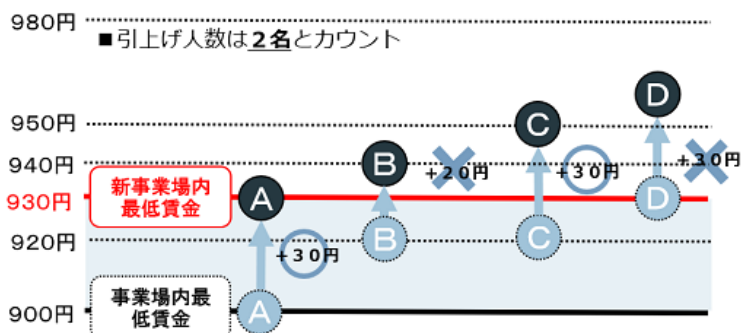 980円
■引上げ人数は2名とカウント
950円
940円
930円
920円
900円
新事業場内
最低賃金
事業場内最
低賃金
A
A
+30円
B
B
+20円
C
C
+30円
D
D
+30円